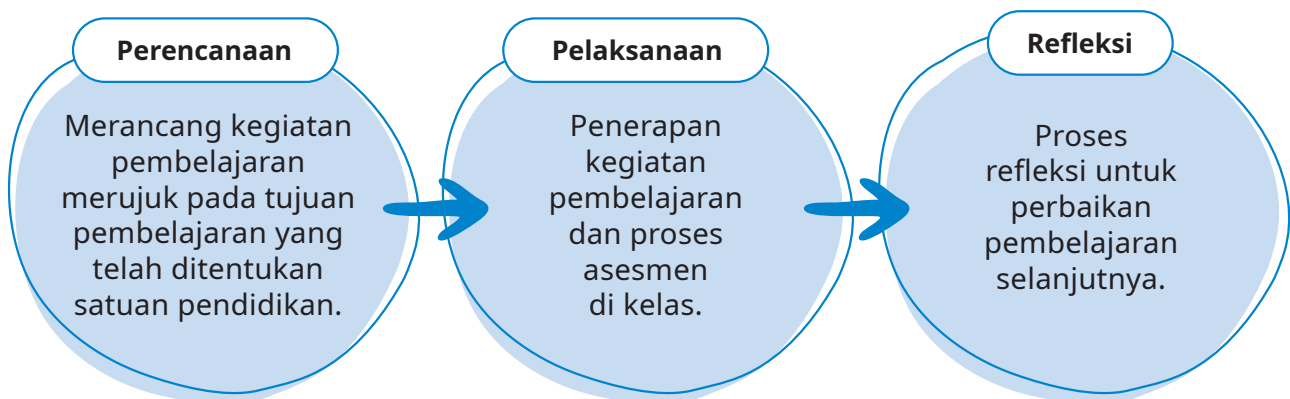 Perencanaan
Merancang kegiatan
pembelajaran
merujuk pada tujuan
pembelajaran yang
telah ditentukan
satuan pendidikan.
Pelaksanaan
Penerapan
kegiatan
pembelajaran
dan proses
asesmen
di kelas.
Refleksi
Proses
refleksi untuk
perbaikan
pembelajaran
selanjutnya.